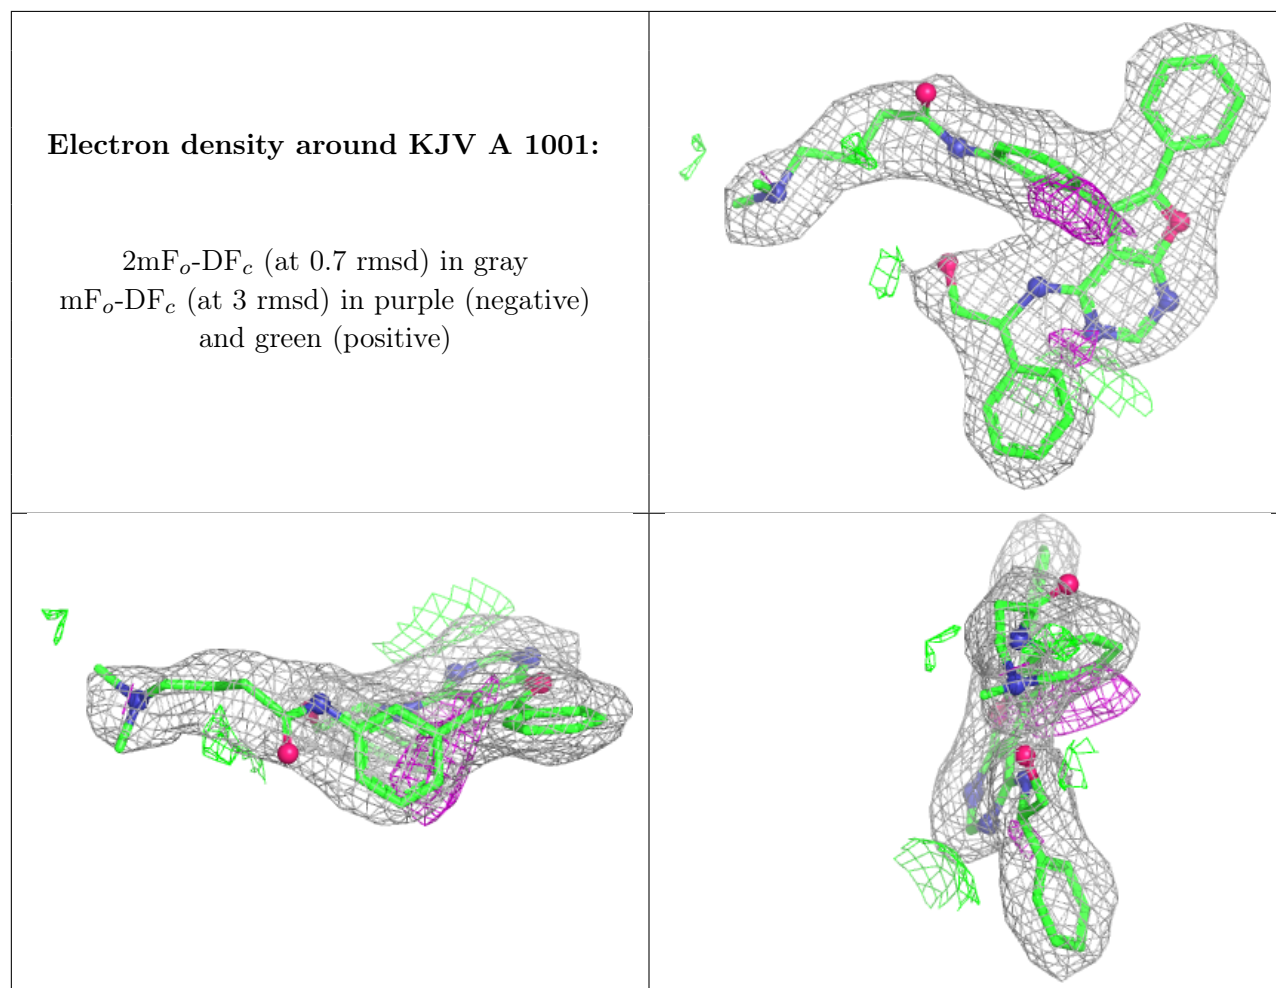 Electron density around KJV A 1001:
2mFo-DFc (at 0.7 rmsd) in gray
mFo-DFc (at 3 rmsd) in purple (negative)
and green (positive)